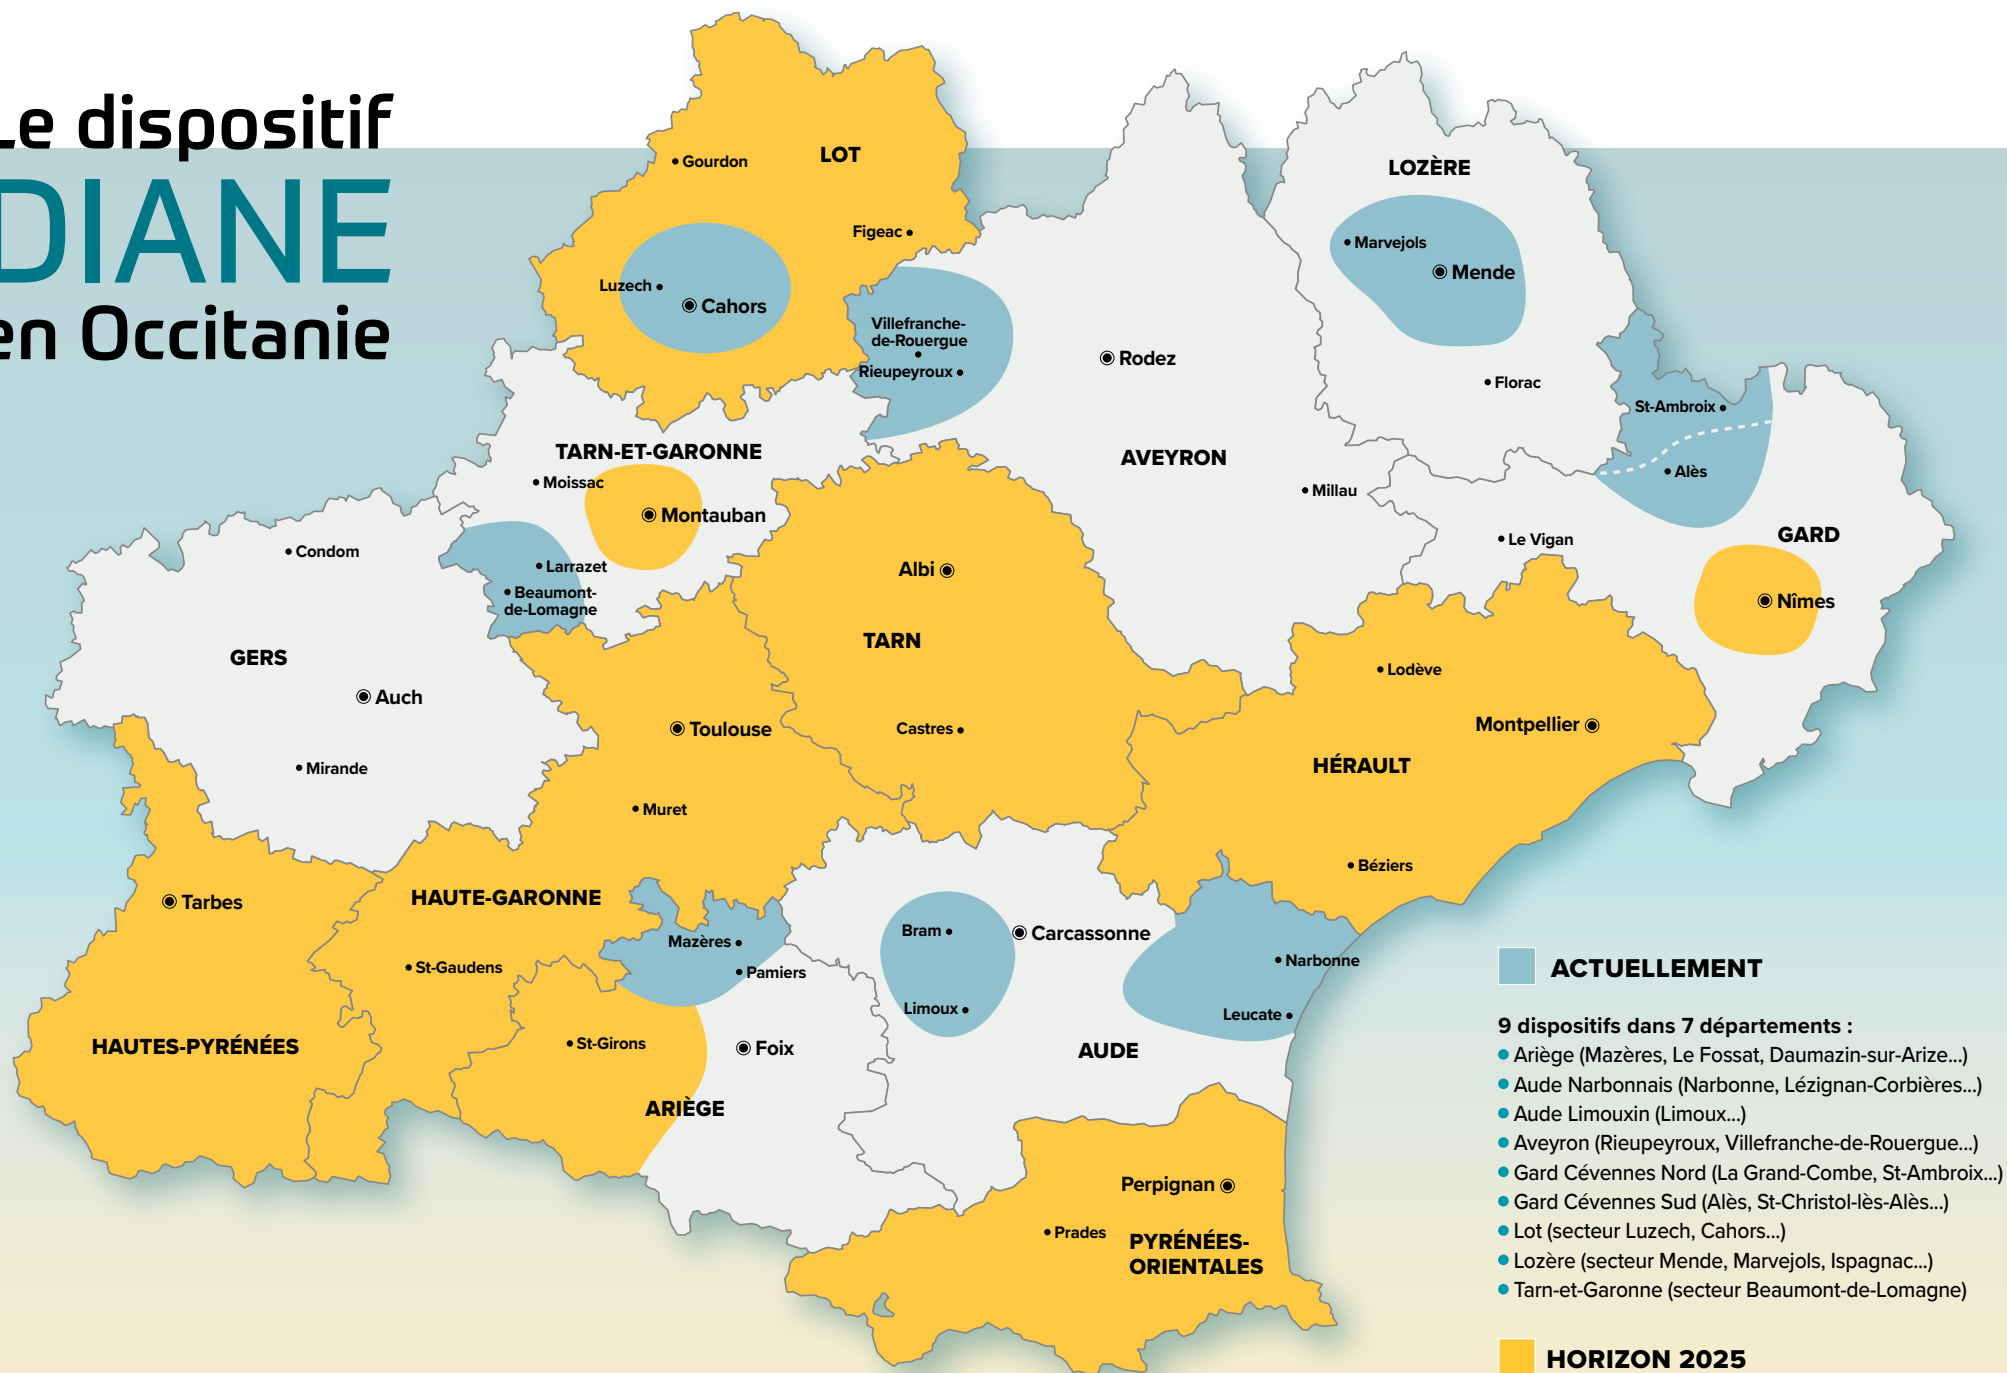 Le dispositif
DIANE
en Occitanie
LOT
Gourdon
Figeac
Luzech
Cahors
LOZÈRE
Marvejols
Mende
Florac
Villefranche-
de-Rouergue
Rieupeyroux
Rodez
AVEYRON
Millau
St-Ambroix
Alès
Le Vigan
GARD
Nîmes
TARN-ET-GARONNE
Moissac
Montauban
Larrazet
Beaumont-
de-Lomagne
Condom
GERS
Auch
Mirande
Albi
TARN
Castres
Lodève
Montpellier
HÉRAULT
Béziers
Toulouse
Muret
HAUTE-GARONNE
St-Gaudens
Tarbes
HAUTES-PYRÉNÉES
Mazères
Pamiers
St-Girons
Foix
ARIÈGE
Bram
Carcassonne
Limoux
Narbonne
Leucate
AUDE
Perpignan
Prades
PYRÉNÉES-
ORIENTALES
ACTUELLEMENT
9 dispositifs dans 7 départements :
• Ariège (Mazères, Le Fossat, Daumazin-sur-Arize...)
• Aude Narbonnais (Narbonne, Lézignan-Corbières...)
• Aude Limouxin (Limoux...)
• Aveyron (Rieupeyroux, Villefranche-de-Rouergue...)
• Gard Cévennes Nord (La Grand-Combe, St-Ambroix...)
• Gard Cévennes Sud (Alès, St-Christol-lès-Alès...)
• Lot (secteur Luzech, Cahors...)
• Lozère (secteur Mende, Marvejols, Ispagnac...)
• Tarn-et-Garonne (secteur Beaumont-de-Lomagne)
HORIZON 2025